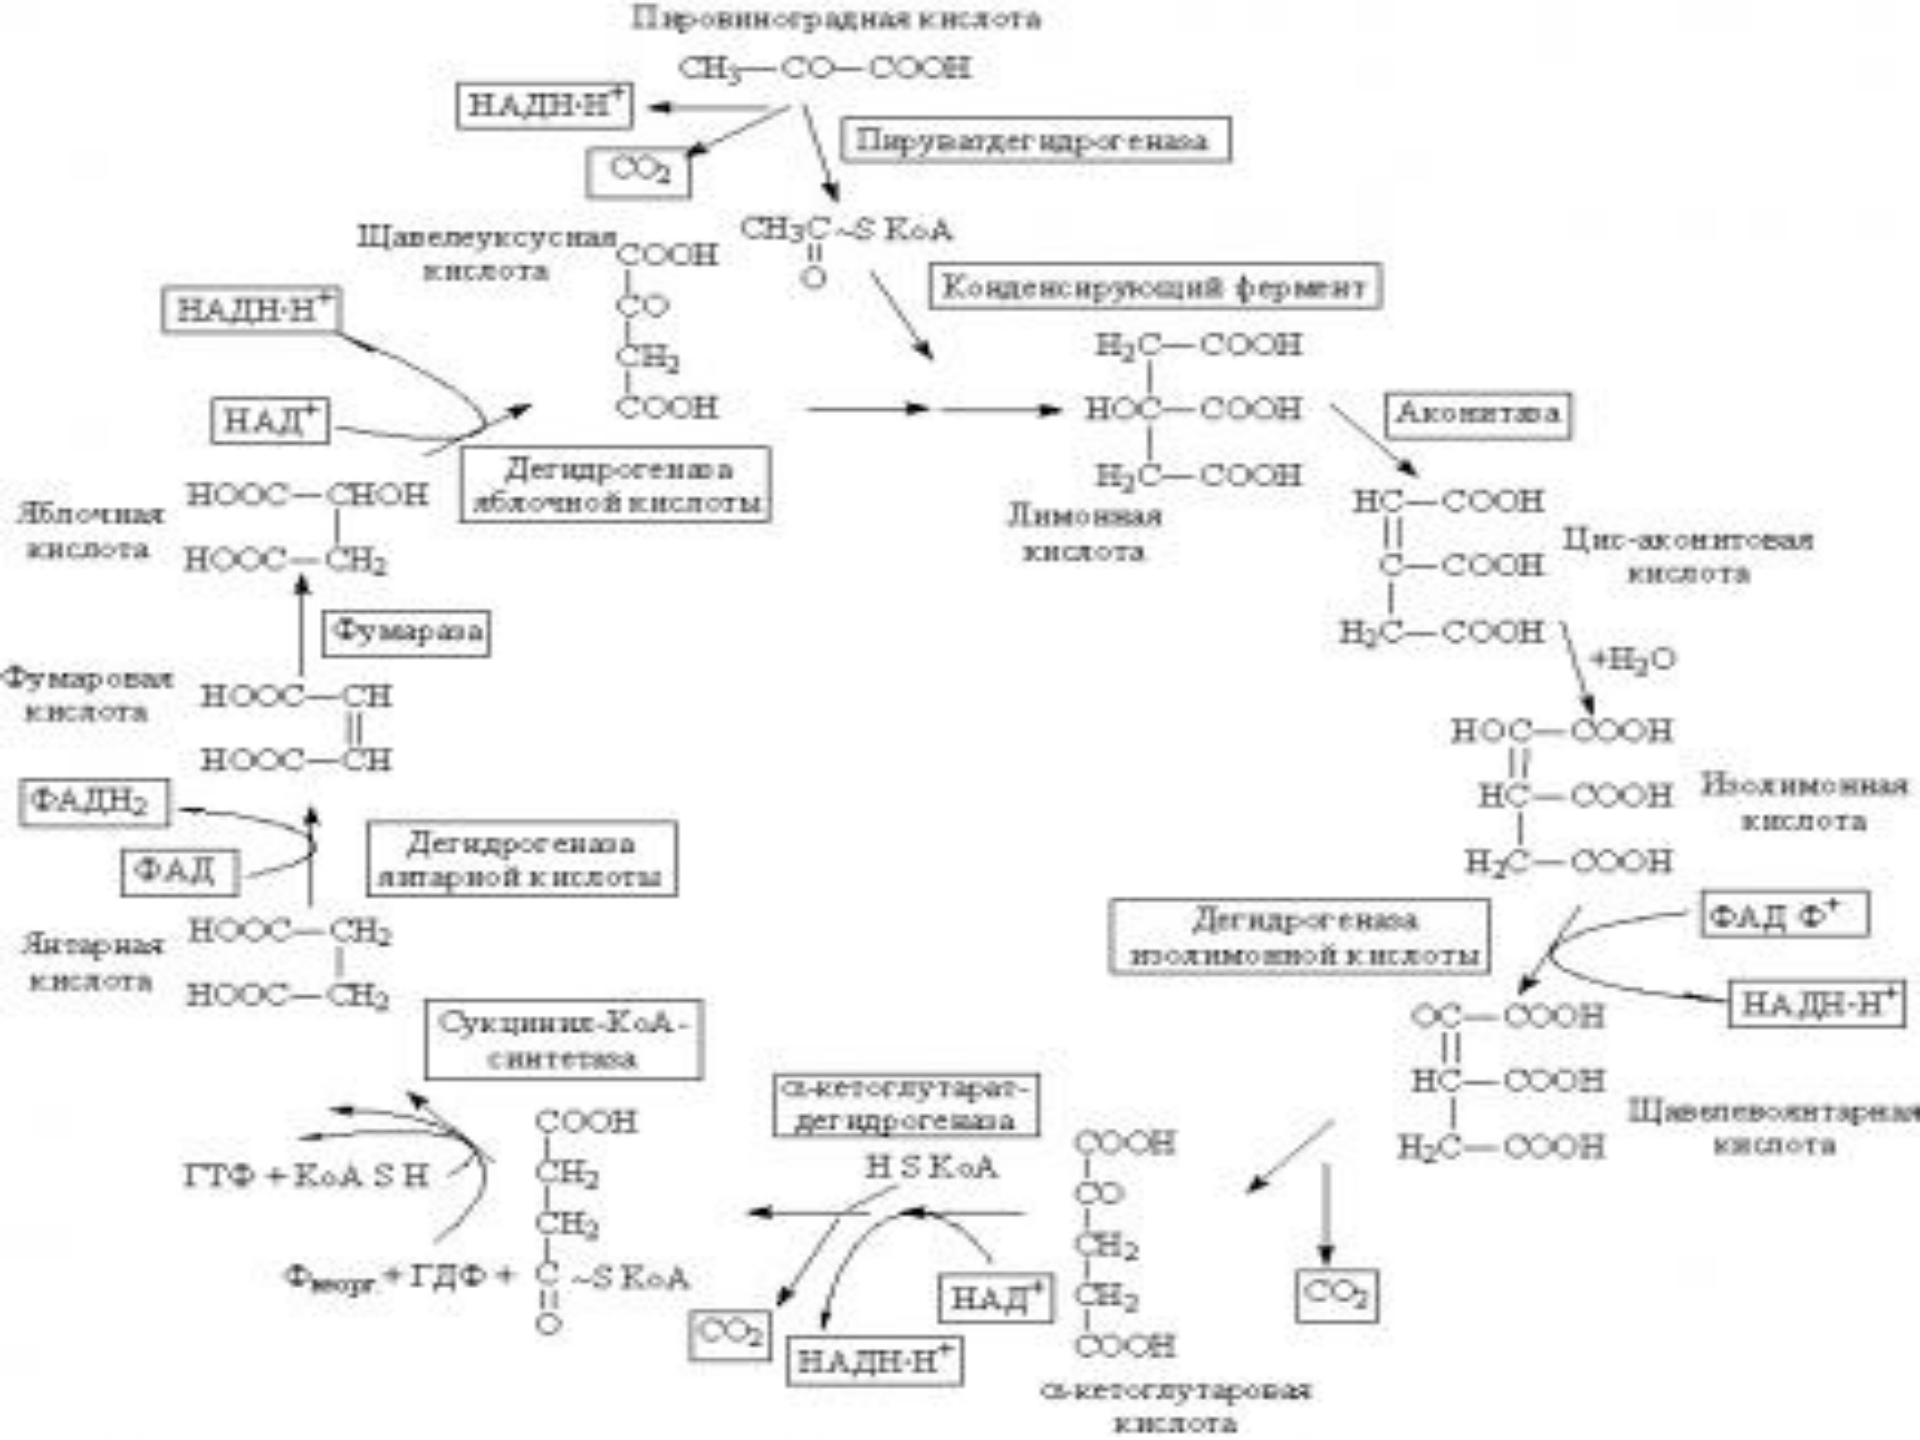 Пировиноградная кислота
CH3—CO—COOH
НАДН·Н+
Пируватдегидрогеназа
CO2
CH3C~S KoA
O
Щавелеуксусная
кислота
COOH
CO
CH2
COOH
НАДН·Н+
НАД+
Конденсирующий фермент
H2C—COOH
HOC—COOH
H2C—COOH
Лимонная
кислота
Аконитаза
Дегидрогеназа
яблочной кислоты
HOOC—CHOH
HOOC—CH2
Яблочная
кислота
HC—COOH
C—COOH
H2C—COOH
Цис-аконитовая
кислота
+H2O
Фумараза
Фумаровая
кислота
HOOC—CH
HOOC—CH
HOC—COOH
HC—COOH
H2C—COOH
Изолимонная
кислота
ФАДН2
ФАД
Дегидрогеназа
янтарной кислоты
Дегидрогеназа
изолимонной кислоты
ФАД Ф+
НАДН·Н+
Янтарная
кислота
HOOC—CH2
HOOC—CH2
OC—COOH
HC—COOH
H2C—COOH
Щавелевоянтарная
кислота
Сукцинил-КоА-
синтетаза
α-кетоглутарат-
дегидрогеназа
H S KoA
ГТФ + KoA S H
Фнеорг. + ГДФ +
COOH
CH2
CH2
C ~S KoA
O
CO2
НАДН·Н+
НАД+
COOH
CO
CH2
CH2
COOH
CO2
α-кетоглутаровая
кислота